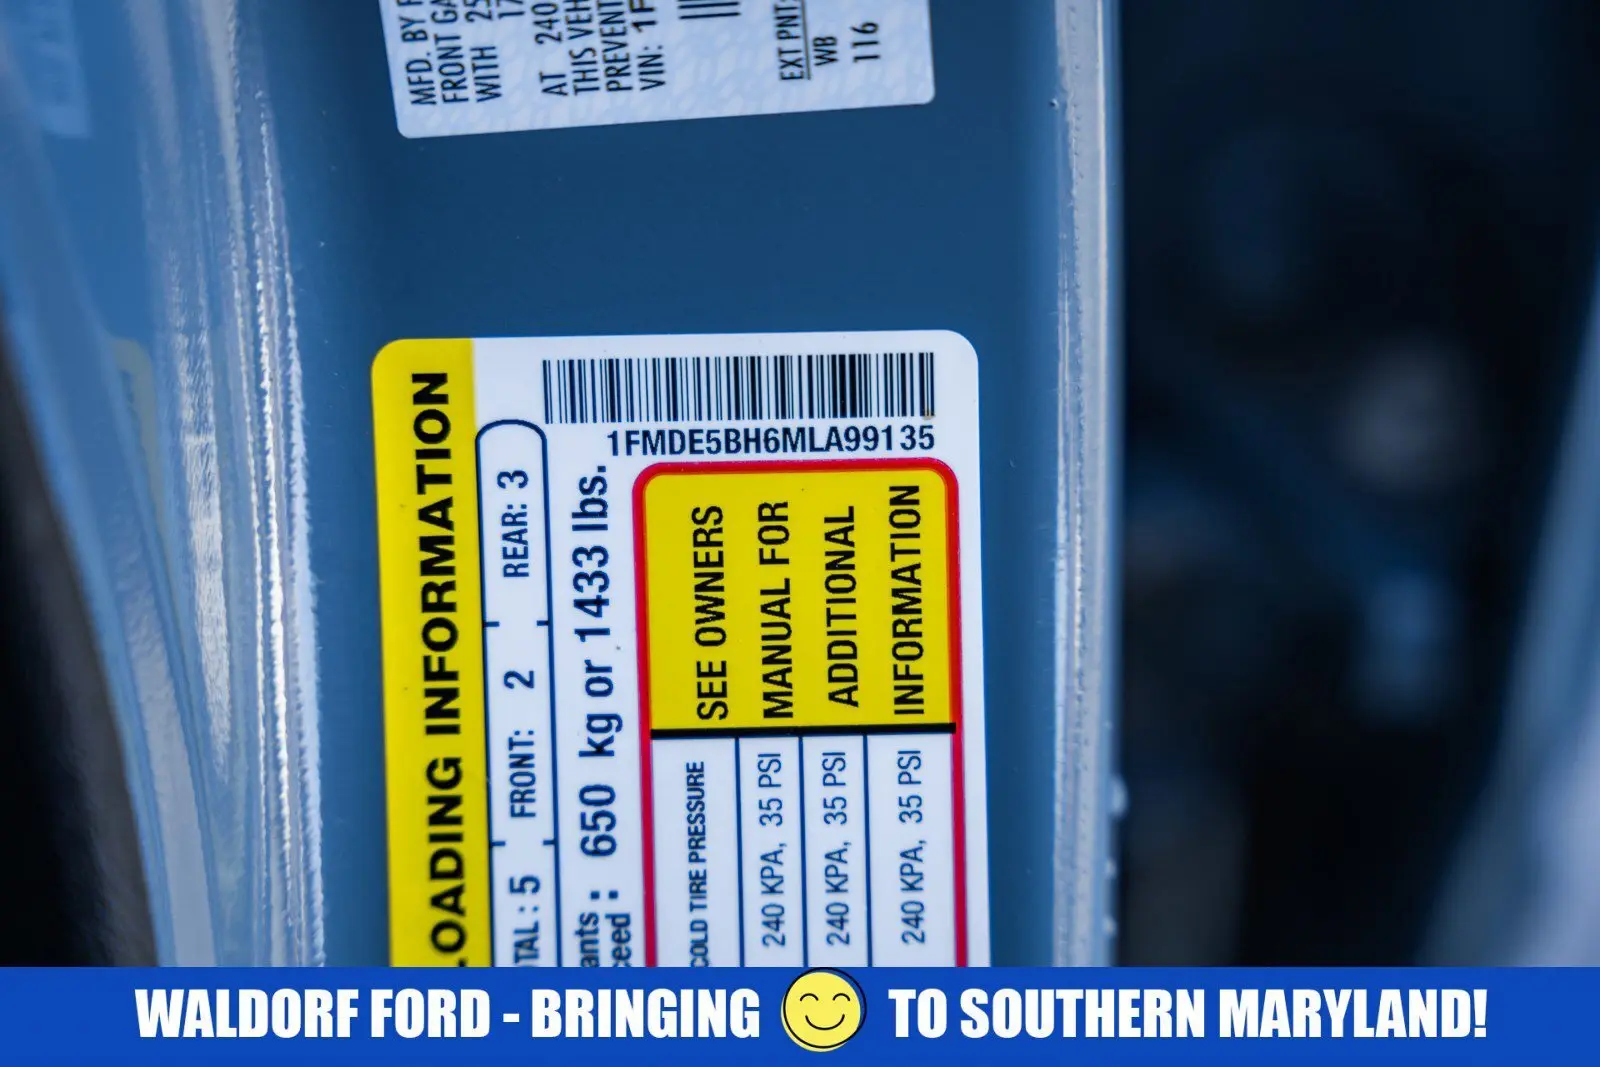 MFD. BY
FRONT GA
WITH 25
AT 240
THIS VEH
PREVENT
VIN: 1F
EXT PNT:
WB
116
1FMDE5BH6MLA99135
OADING INFORMATION
TAL : 5 FRONT: 2 REAR: 3
ants
ceed : 650 kg or 1433 lbs.
COLD TIRE PRESSURE
240 KPA, 35 PSI
240 KPA, 35 PSI
240 KPA, 35 PSI
SEE OWNERS
MANUAL FOR
ADDITIONAL
INFORMATION
WALDORF FORD - BRINGING TO SOUTHERN MARYLAND!